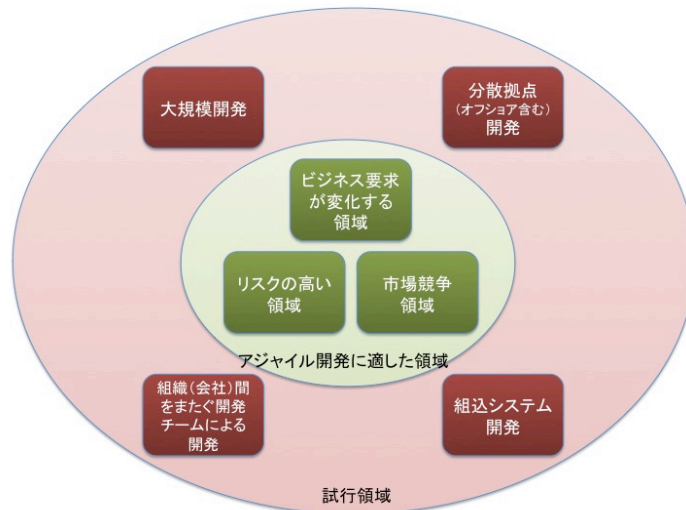 大規模開発
分散拠点
（オフショア含む）
開発
ビジネス要求
が変化する
領域
リスクの高い
領域
市場競争
領域
アジャイル開発に適した領域
組織（会社）間
をまたぐ開発
チームによる
開発
組込システム
開発
試行領域